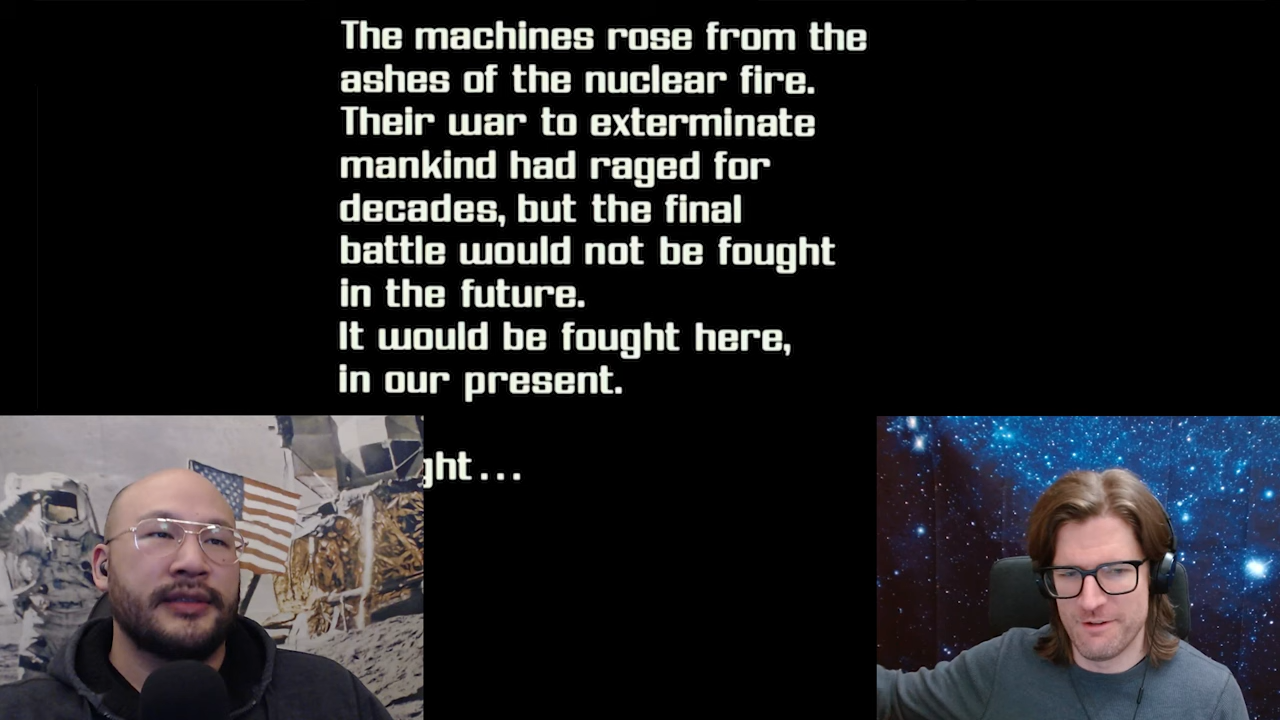 The machines rose from the
ashes of the nuclear fire.
Their war to exterminate
mankind had raged for
decades, but the final
battle would not be fought
in the future.
It would be fought here,
in our present.
ght...